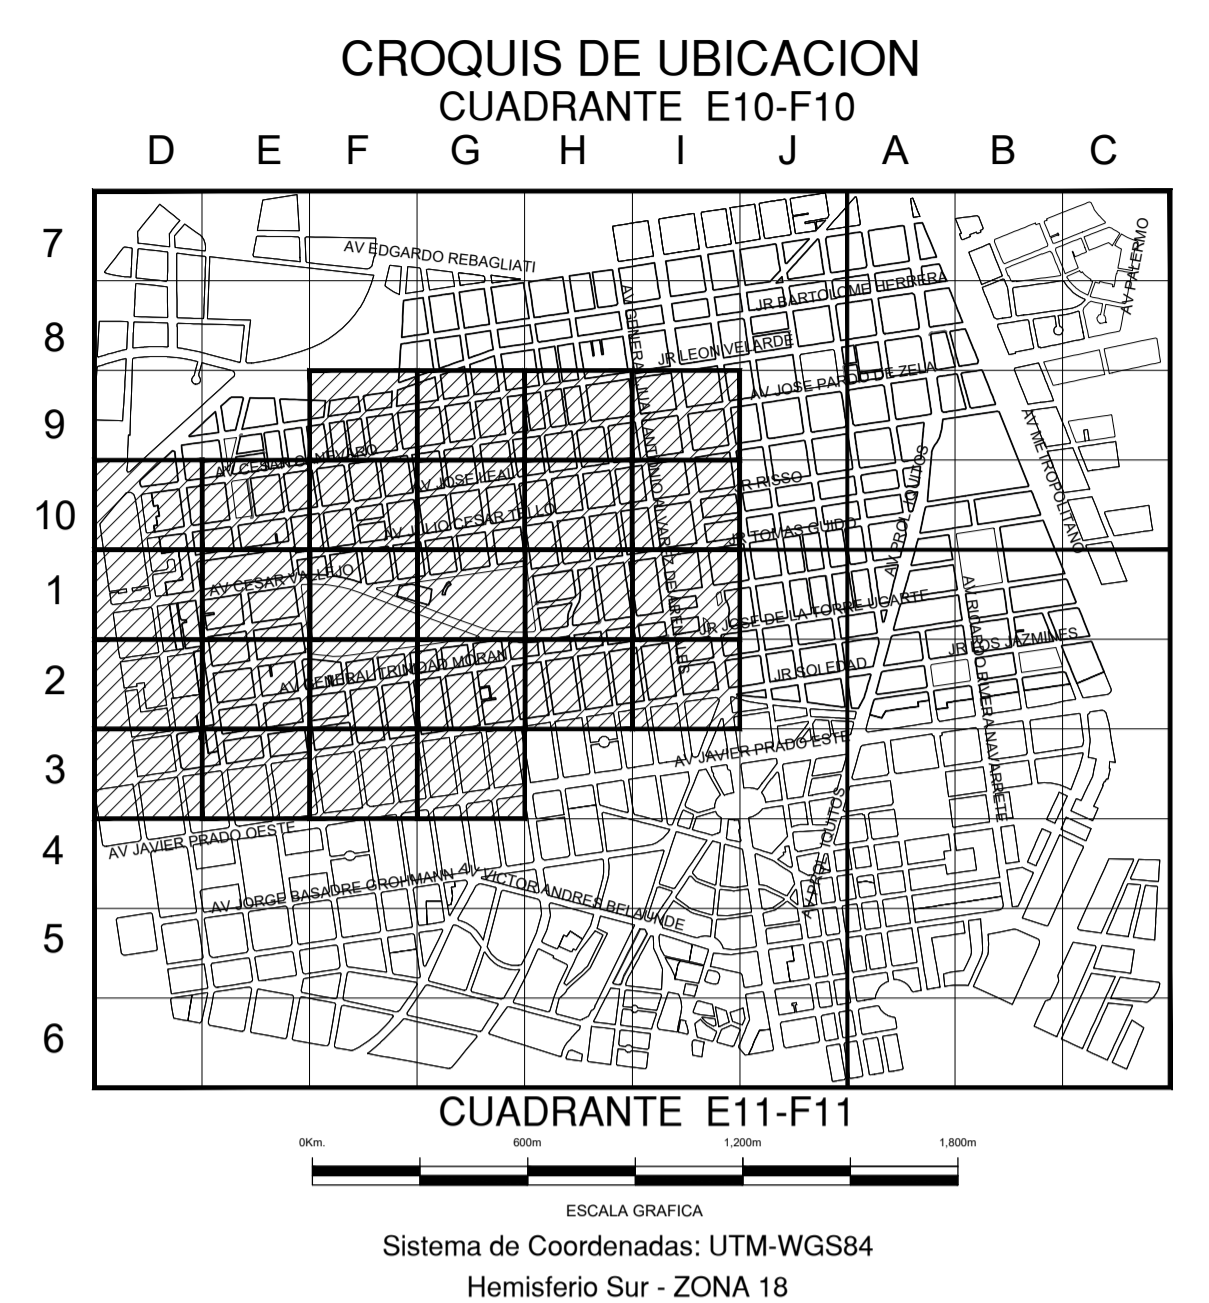 CROQUIS DE UBICACION
CUADRANTE E10-F10
D E F G H I J A B C
7
AV EDGARDO REBAGLIATI
AV PALERMO
JR BARTOLOME HERRERA
8
AV GENERAL JUAN ANTONIO ALVAREZ DE ARENALES
JR LEON VELARDE
AV JOSE PARDO DE ZELA
9
AV METROPOLITANO
AV CESAR CANEVARO
AV JOSE LEAL
JR RISSO
AV PROL IQUITOS
10
AV JULIO CESAR TELLO
JR TOMAS GUIDO
1
AV CESAR VALLEJO
JR JOSE DE LA TORRE UGARTE
AV RICARDO RIVERA NAVARRETE
JR LOS JAZMINES
2
AV GENERAL TRINIDAD MORAN
JR SOLEDAD
3
AV JAVIER PRADO ESTE
AV PROL IQUITOS
4
AV JAVIER PRADO OESTE
AV JORGE BASADRE GROHMANN
AV VICTOR ANDRES BELAUNDE
5
6
CUADRANTE E11-F11
0Km. 600m 1,200m 1,800m
ESCALA GRAFICA
Sistema de Coordenadas: UTM-WGS84
Hemisferio Sur - ZONA 18